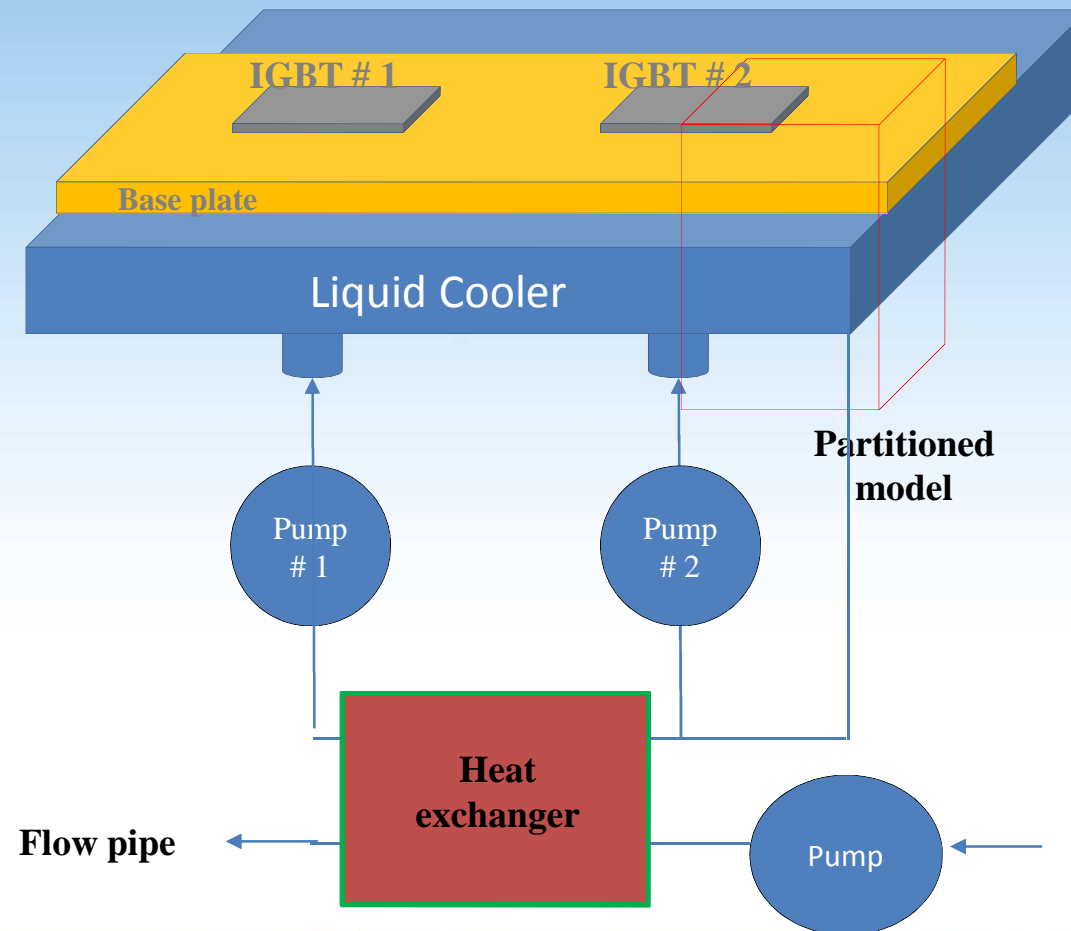 IGBT # 1
IGBT # 2
Base plate
Liquid Cooler
Partitioned
model
Pump
# 1
Pump
# 2
Heat
exchanger
Flow pipe
Pump